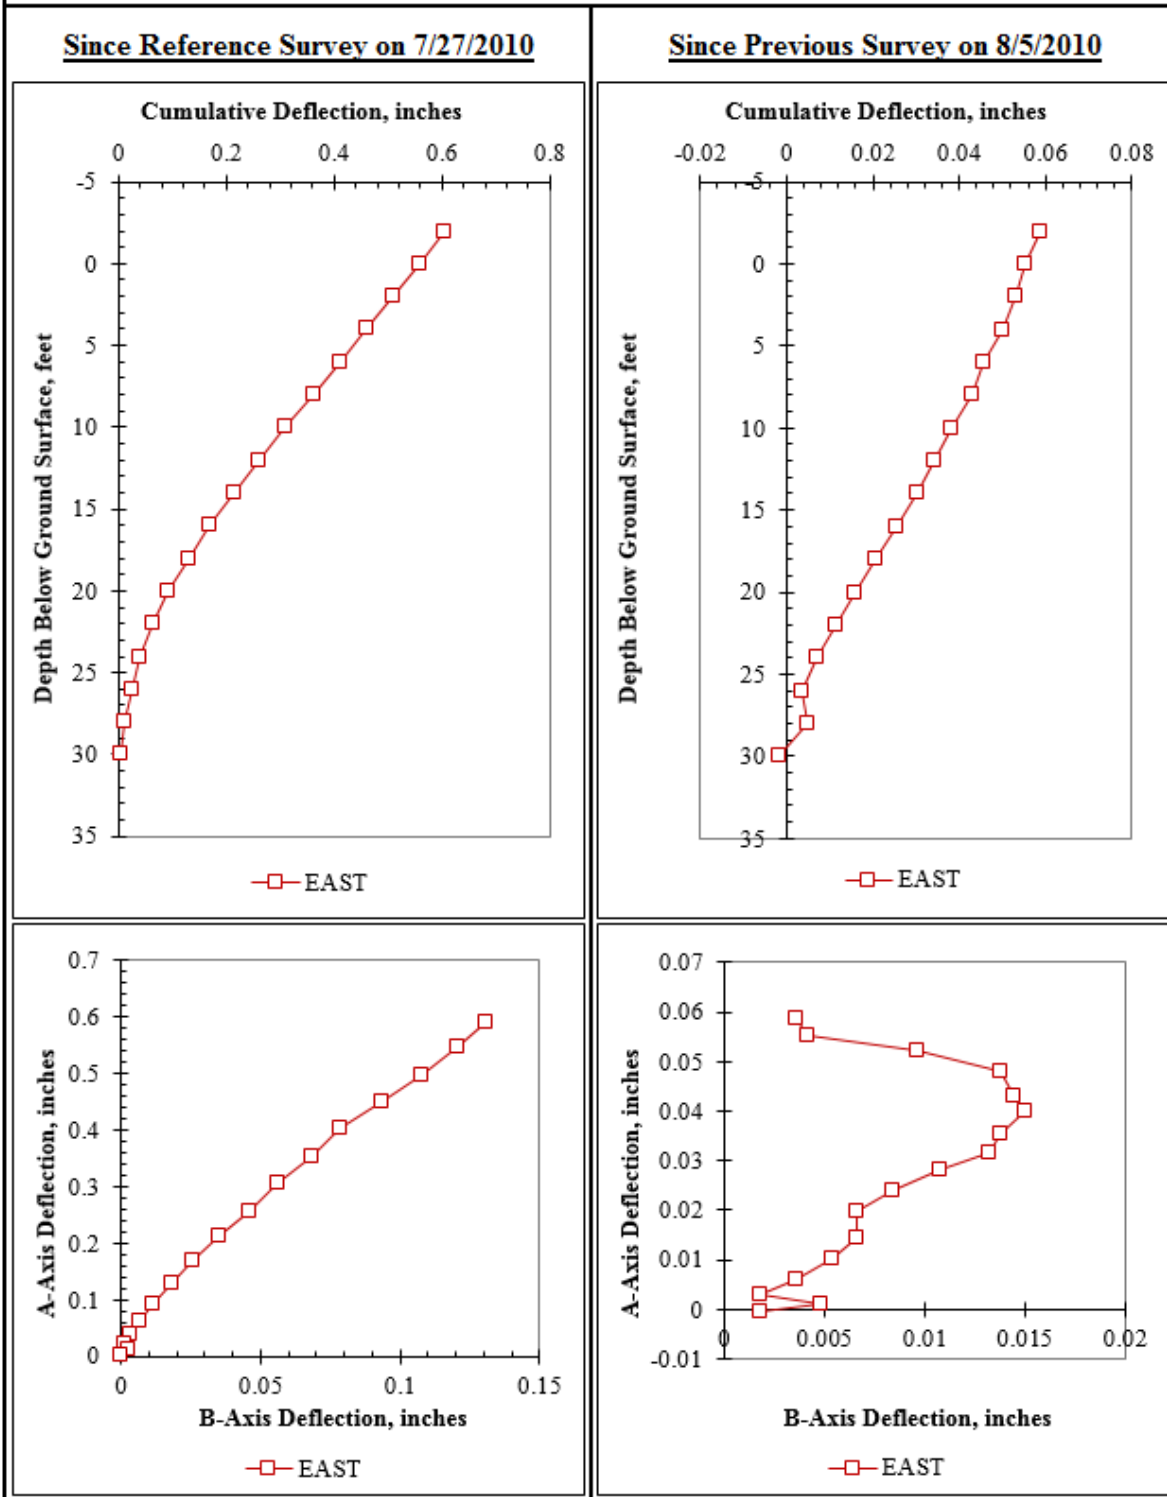 Since Reference Survey on 7/27/2010
Cumulative Deflection, inches
0 0.2 0.4 0.6 0.8
-5
0
5
10
15
20
25
30
35
Depth Below Ground Surface, feet
EAST
Since Previous Survey on 8/5/2010
Cumulative Deflection, inches
-0.02 0 0.02 0.04 0.06 0.08
-5
0
5
10
15
20
25
30
35
Depth Below Ground Surface, feet
EAST
0.7
0.6
0.5
0.4
0.3
0.2
0.1
0
A-Axis Deflection, inches
0 0.05 0.1 0.15
B-Axis Deflection, inches
EAST
0.07
0.06
0.05
0.04
0.03
0.02
0.01
0
-0.01
A-Axis Deflection, inches
0 0.005 0.01 0.015 0.02
B-Axis Deflection, inches
EAST